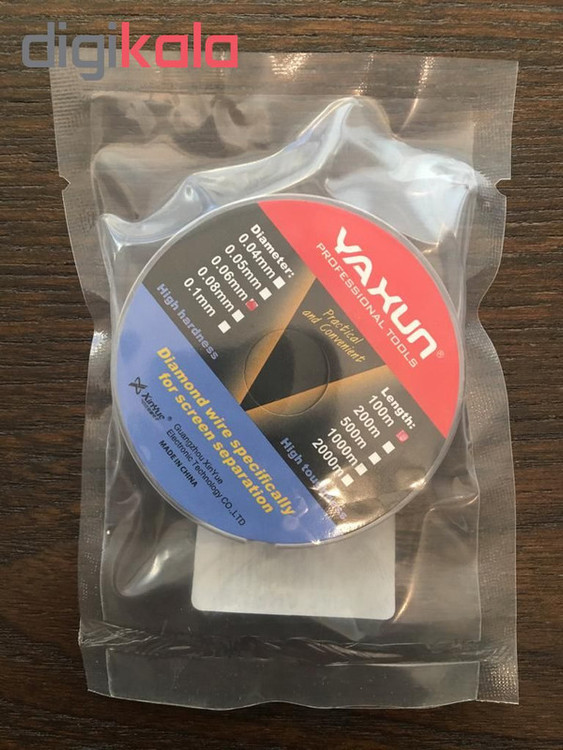 digikala
YAXUN®
PROFESSIONAL TOOLS
Diameter:
0.04mm
0.05mm
0.06mm
0.08mm
0.1mm
High hardness
Practical
and Convenient
Length:
100m
200m
500m
1000m
2000m
High
Diamond wire specifically
for screen separation
XinYue®
Guangzhou XinYue
Electronic Technology CO.,LTD
MADE IN CHINA